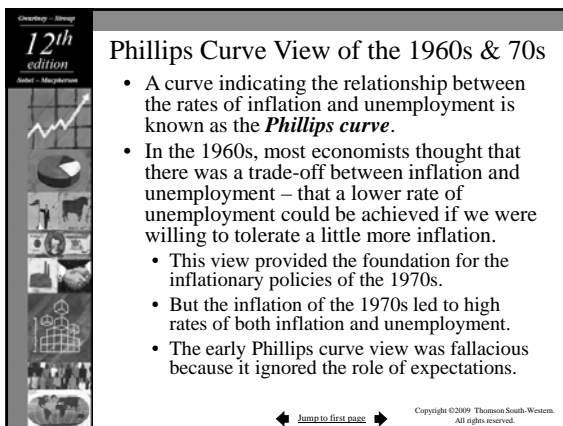 Gwartney – Stroup
12th
edition
Sobel – Macpherson
Phillips Curve View of the 1960s & 70s
• A curve indicating the relationship between
the rates of inflation and unemployment is
known as the Phillips curve.
• In the 1960s, most economists thought that
there was a trade-off between inflation and
unemployment – that a lower rate of
unemployment could be achieved if we were
willing to tolerate a little more inflation.
• This view provided the foundation for the
inflationary policies of the 1970s.
• But the inflation of the 1970s led to high
rates of both inflation and unemployment.
• The early Phillips curve view was fallacious
because it ignored the role of expectations.
Jump to first page
Copyright ©2009 Thomson South-Western.
All rights reserved.